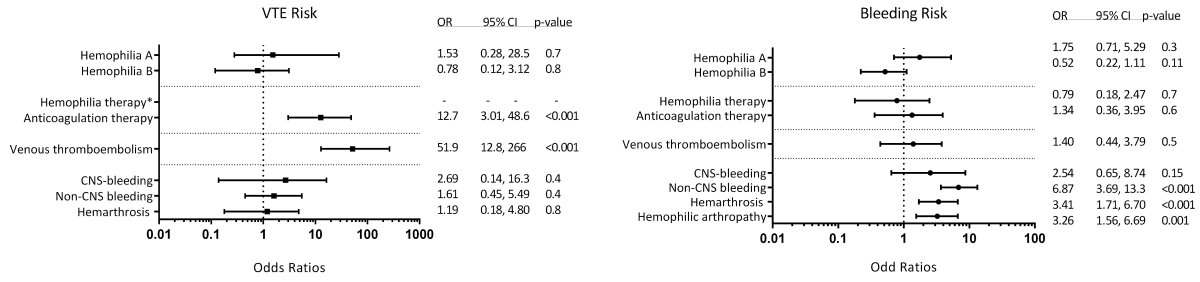 VTE Risk
OR 95% CI p-value
Hemophilia A 1.53 0.28, 28.5 0.7
Hemophilia B 0.78 0.12, 3.12 0.8
Hemophilia therapy* - - -
Anticoagulation therapy 12.7 3.01, 48.6 <0.001
Venous thromboembolism 51.9 12.8, 266 <0.001
CNS-bleeding 2.69 0.14, 16.3 0.4
Non-CNS bleeding 1.61 0.45, 5.49 0.4
Hemarthrosis 1.19 0.18, 4.80 0.8
0.01 0.1 1 10 100 1000
Odds Ratios
Bleeding Risk
OR 95% CI p-value
Hemophilia A 1.75 0.71, 5.29 0.3
Hemophilia B 0.52 0.22, 1.11 0.11
Hemophilia therapy 0.79 0.18, 2.47 0.7
Anticoagulation therapy 1.34 0.36, 3.95 0.6
Venous thromboembolism 1.40 0.44, 3.79 0.5
CNS-bleeding 2.54 0.65, 8.74 0.15
Non-CNS bleeding 6.87 3.69, 13.3 <0.001
Hemarthrosis 3.41 1.71, 6.70 <0.001
Hemophilic arthropathy 3.26 1.56, 6.69 0.001
0.01 0.1 1 10 100
Odd Ratios